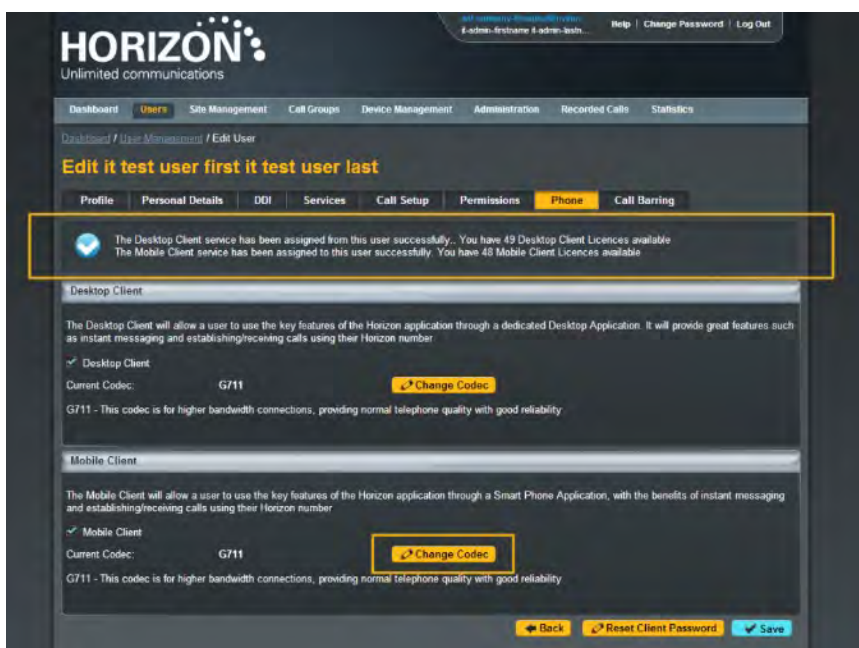 HORIZON
Unlimited communications
it-admin-firstname it-admin-lastn...
Help | Change Password | Log Out
Dashboard Users Site Management Call Groups Device Management Administration Recorded Calls Statistics
Dashboard / User Management / Edit User
Edit it test user first it test user last
Profile Personal Details DDI Services Call Setup Permissions Phone Call Barring
The Desktop Client service has been assigned from this user successfully.. You have 49 Desktop Client Licences available
The Mobile Client service has been assigned to this user successfully. You have 48 Mobile Client Licences available
Desktop Client
The Desktop Client will allow a user to use the key features of the Horizon application through a dedicated Desktop Application. It will provide great features such
as instant messaging and establishing/receiving calls using their Horizon number
Desktop Client
Current Codec: G711 Change Codec
G711 - This codec is for higher bandwidth connections, providing normal telephone quality with good reliability
Mobile Client
The Mobile Client will allow a user to use the key features of the Horizon application through a Smart Phone Application, with the benefits of instant messaging
and establishing/receiving calls using their Horizon number
Mobile Client
Current Codec: G711 Change Codec
G711 - This codec is for higher bandwidth connections, providing normal telephone quality with good reliability
Back Reset Client Password Save